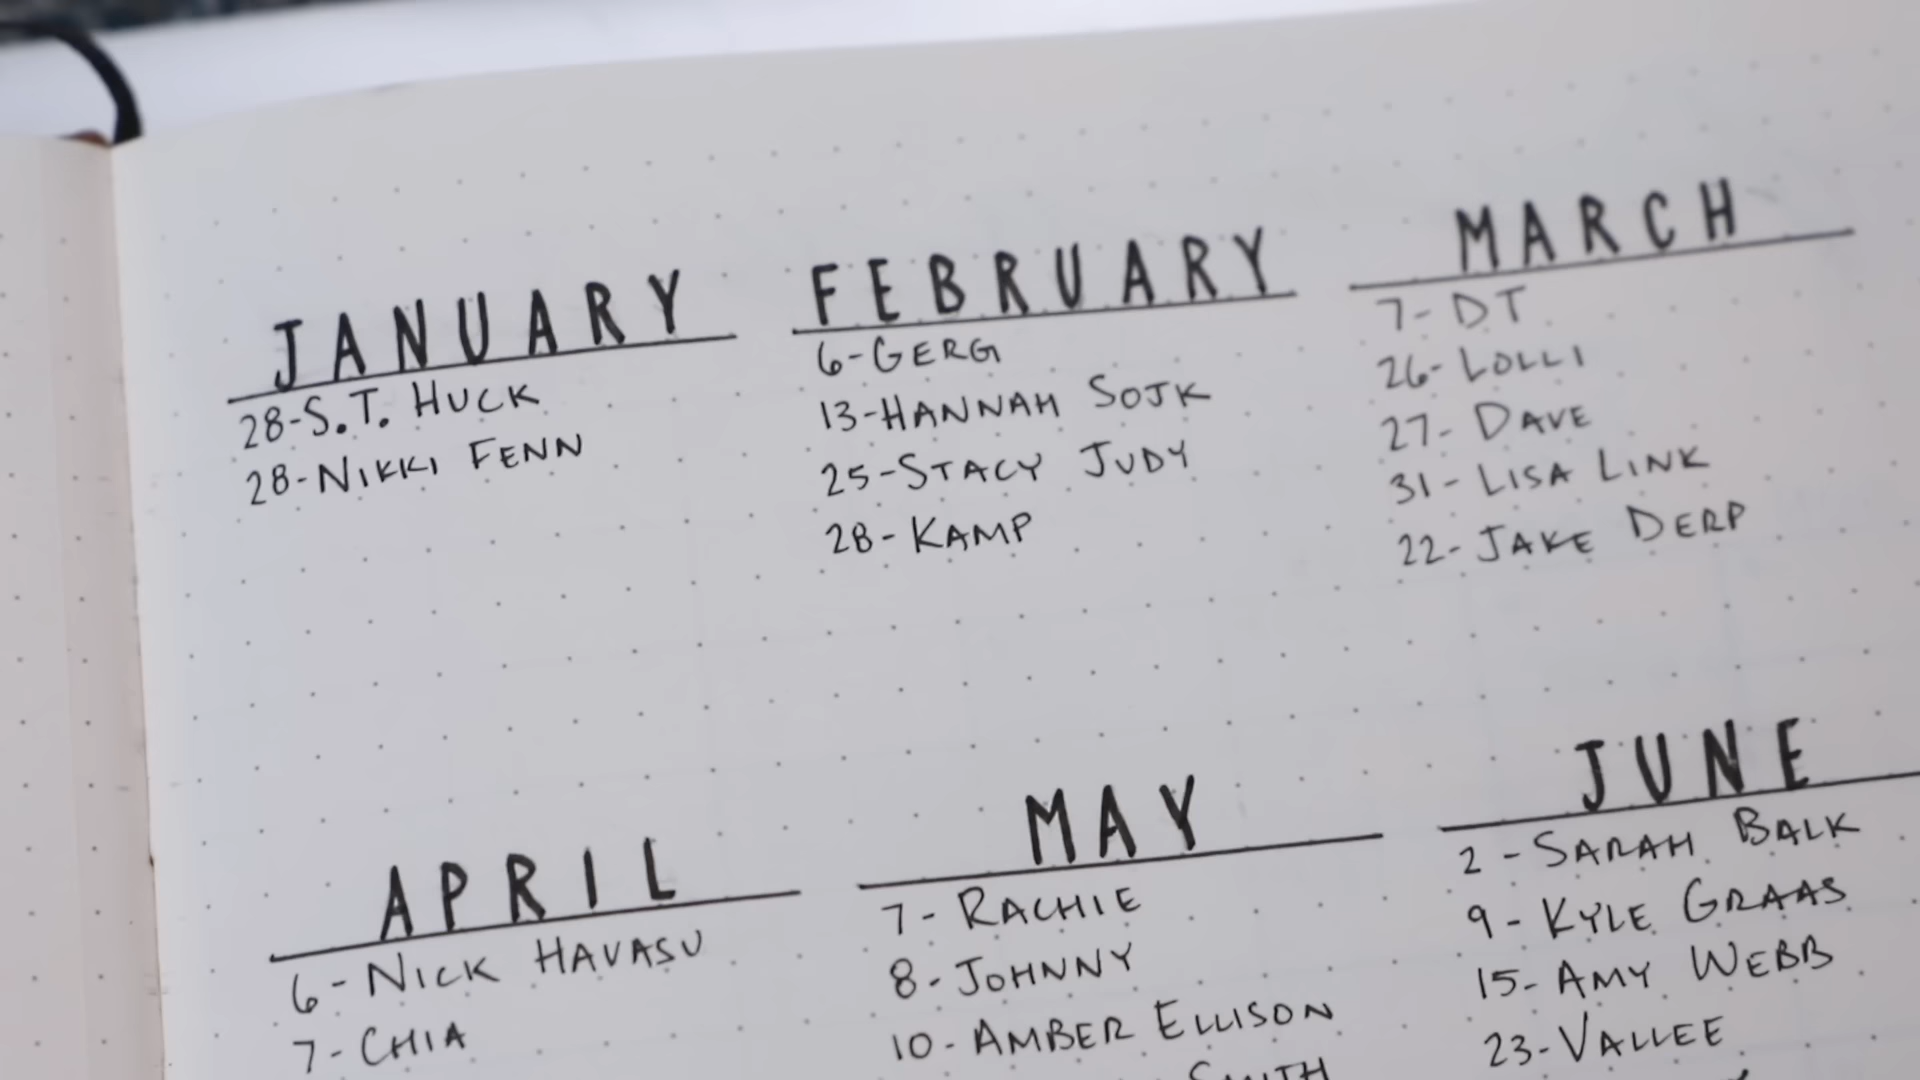 JANUARY
28-S.T. HUCK
28-NIKKI FENN
FEBRUARY
6-GERG
13-HANNAH SOJK
25-STACY JUDY
28-KAMP
MARCH
7-DT
26-LOLLI
27-DAVE
31-LISA LINK
22-JAKE DERP
APRIL
6-NICK HAVASU
7-CHIA
MAY
7-RACHIE
8-JOHNNY
10-AMBER ELLISON
SMITH
JUNE
2-SARAH BALK
9-KYLE GRAAS
15-AMY WEBB
23-VALLEE